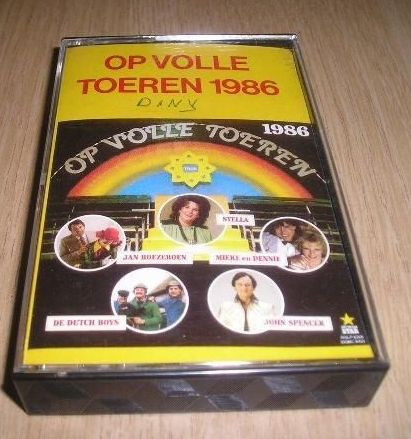 OP VOLLE
TOEREN 1986
DINY
OP VOLLE TOEREN
1986
STELLA
JAN BOEZEROEN
MIEKE en DENNIE
DE DUTCH BOYS
JOHN SPENCER
STAR